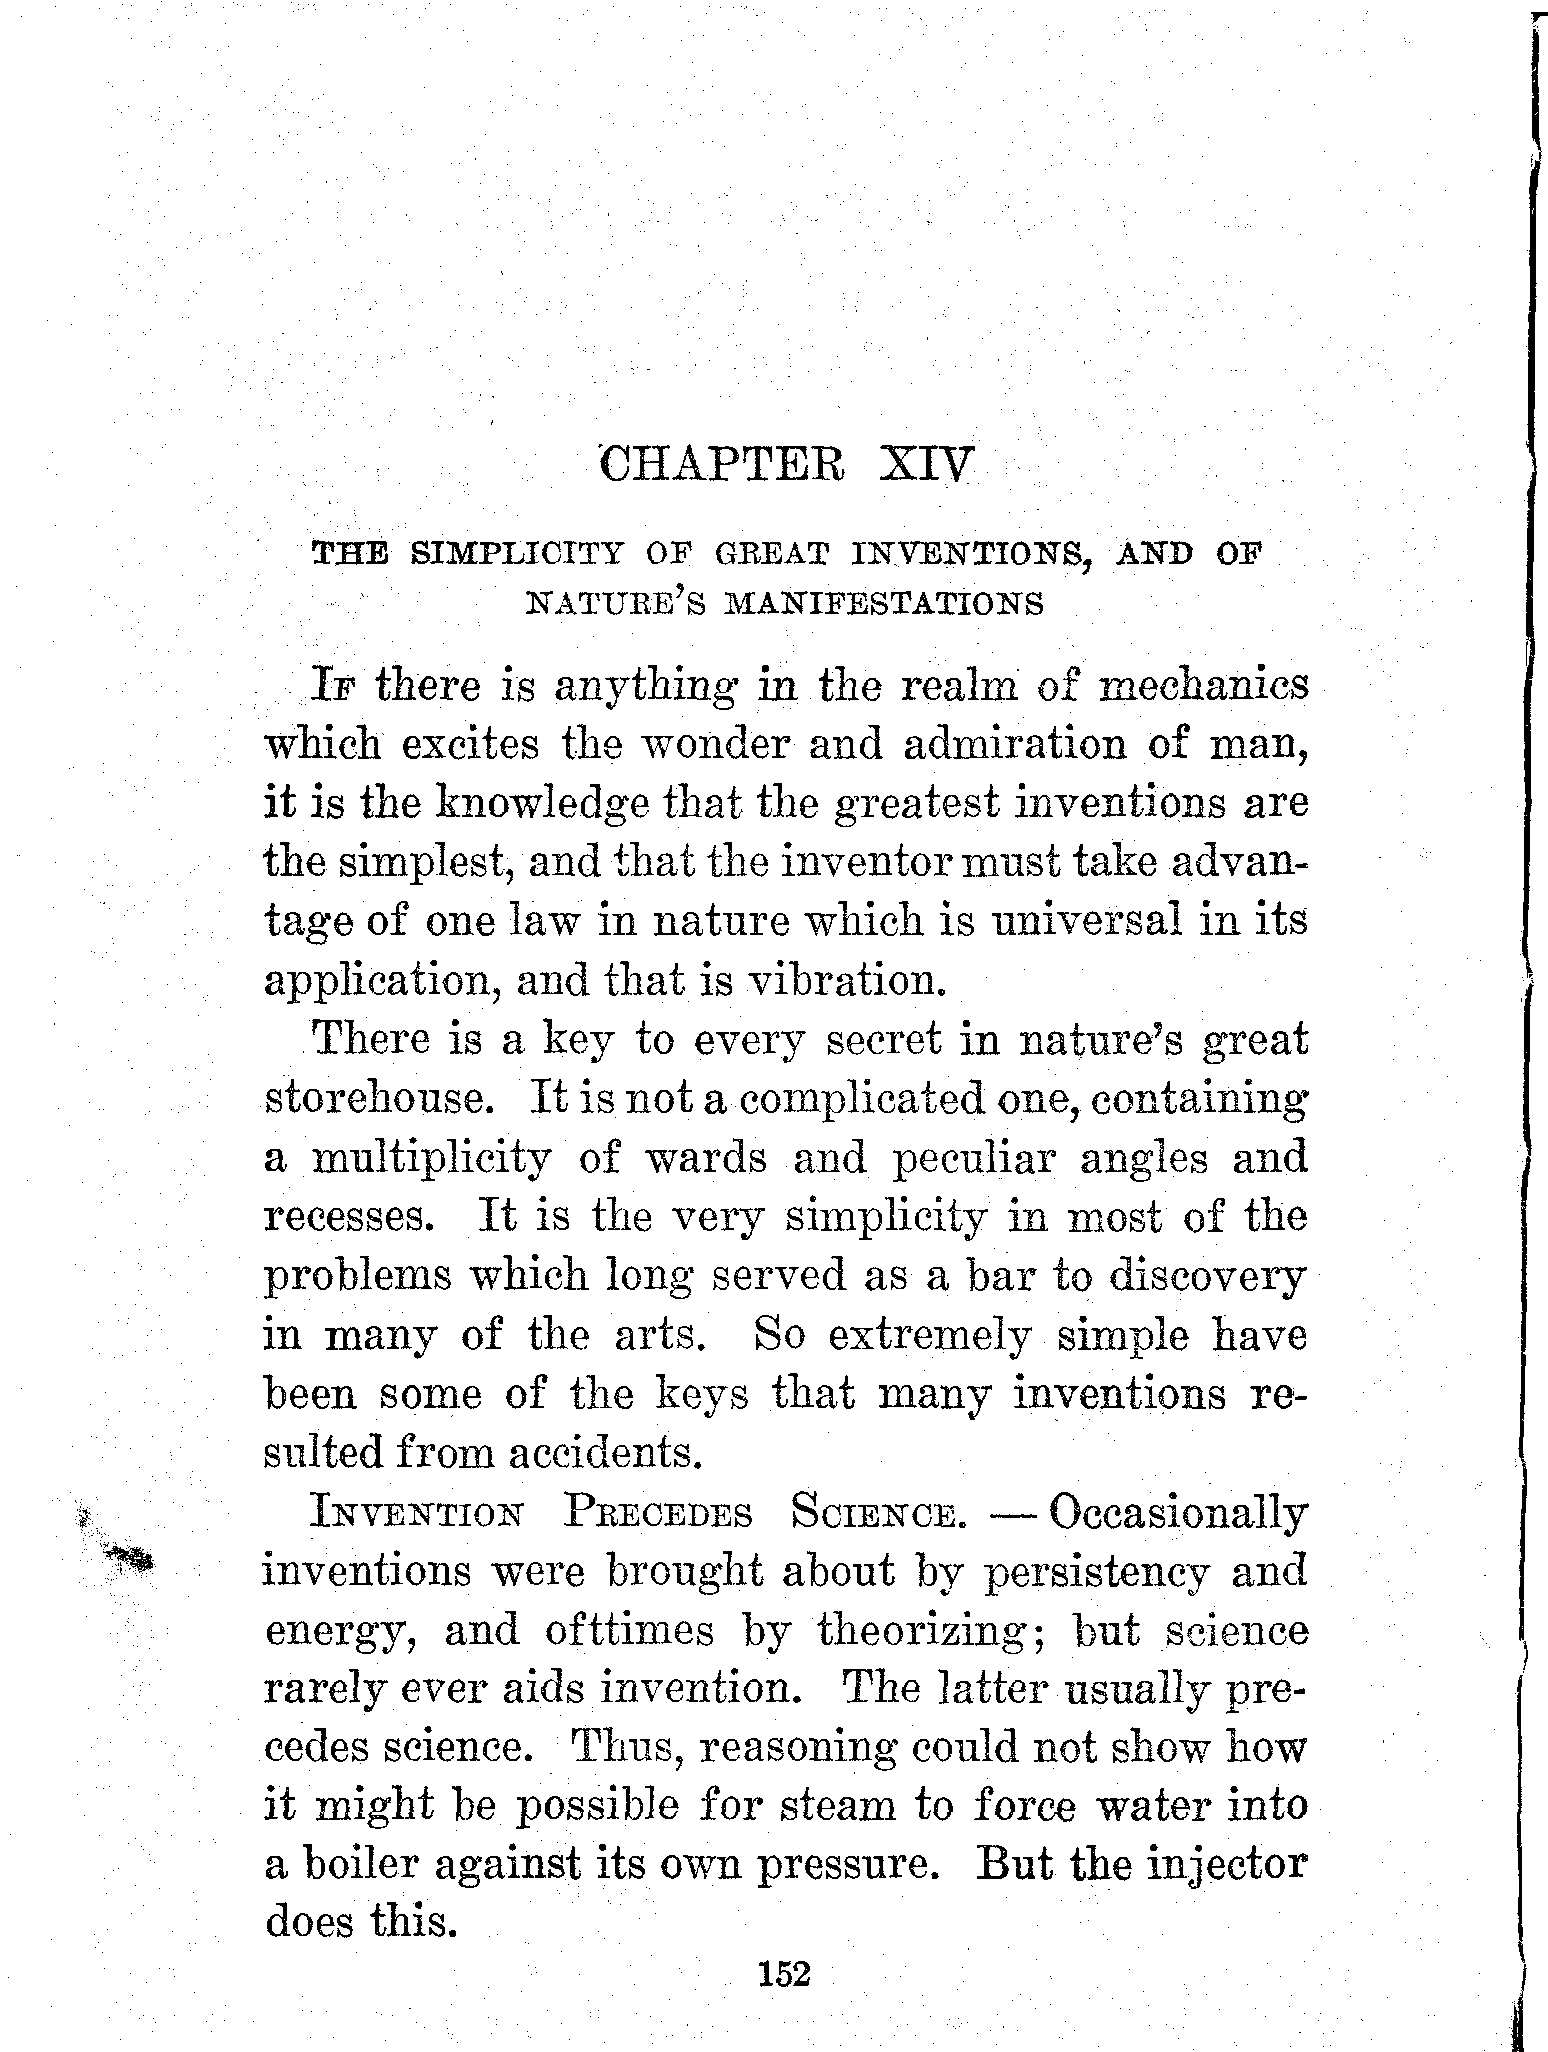 CHAPTER XIV
THE SIMPLICITY OF GREAT INVENTIONS, AND OF
NATURE'S MANIFESTATIONS
IF there is anything in the realm of mechanics
which excites the wonder and admiration of man,
it is the knowledge that the greatest inventions are
the simplest, and that the inventor must take advan-
tage of one law in nature which is universal in its
application, and that is vibration.
There is a key to every secret in nature's great
storehouse. It is not a complicated one, containing
a multiplicity of wards and peculiar angles and
recesses. It is the very simplicity in most of the
problems which long served as a bar to discovery
in many of the arts. So extremely simple have
been some of the keys that many inventions re-
sulted from accidents.
INVENTION PRECEDES SCIENCE. — Occasionally
inventions were brought about by persistency and
energy, and ofttimes by theorizing; but science
rarely ever aids invention. The latter usually pre-
cedes science. Thus, reasoning could not show how
it might be possible for steam to force water into
a boiler against its own pressure. But the injector
does this.
152